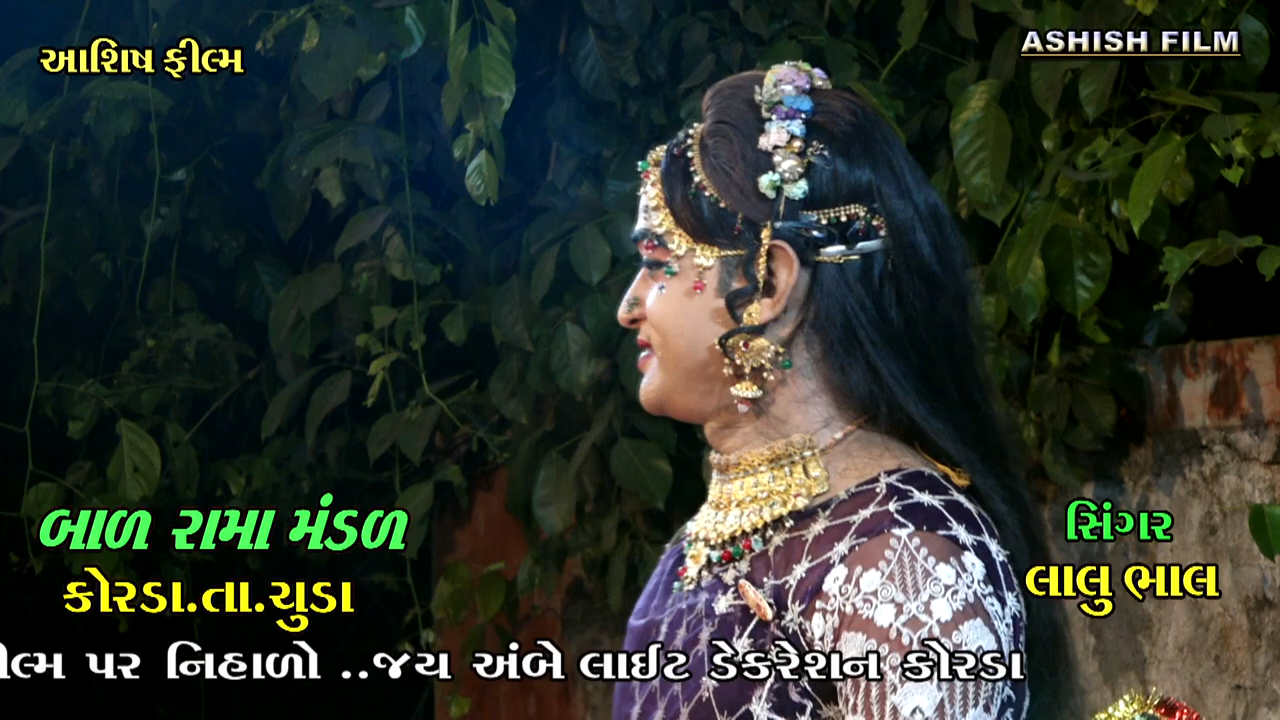 આશિષ ફીલ્મ
ASHISH FILM
બાળ રામા મંડળ
કોરડા.તા.ચુડા
સિંગર
લાલુ ભાલ
લ્મ પર નિહાળો ..જય અંબે લાઈટ ડેકરેશન કોરડા